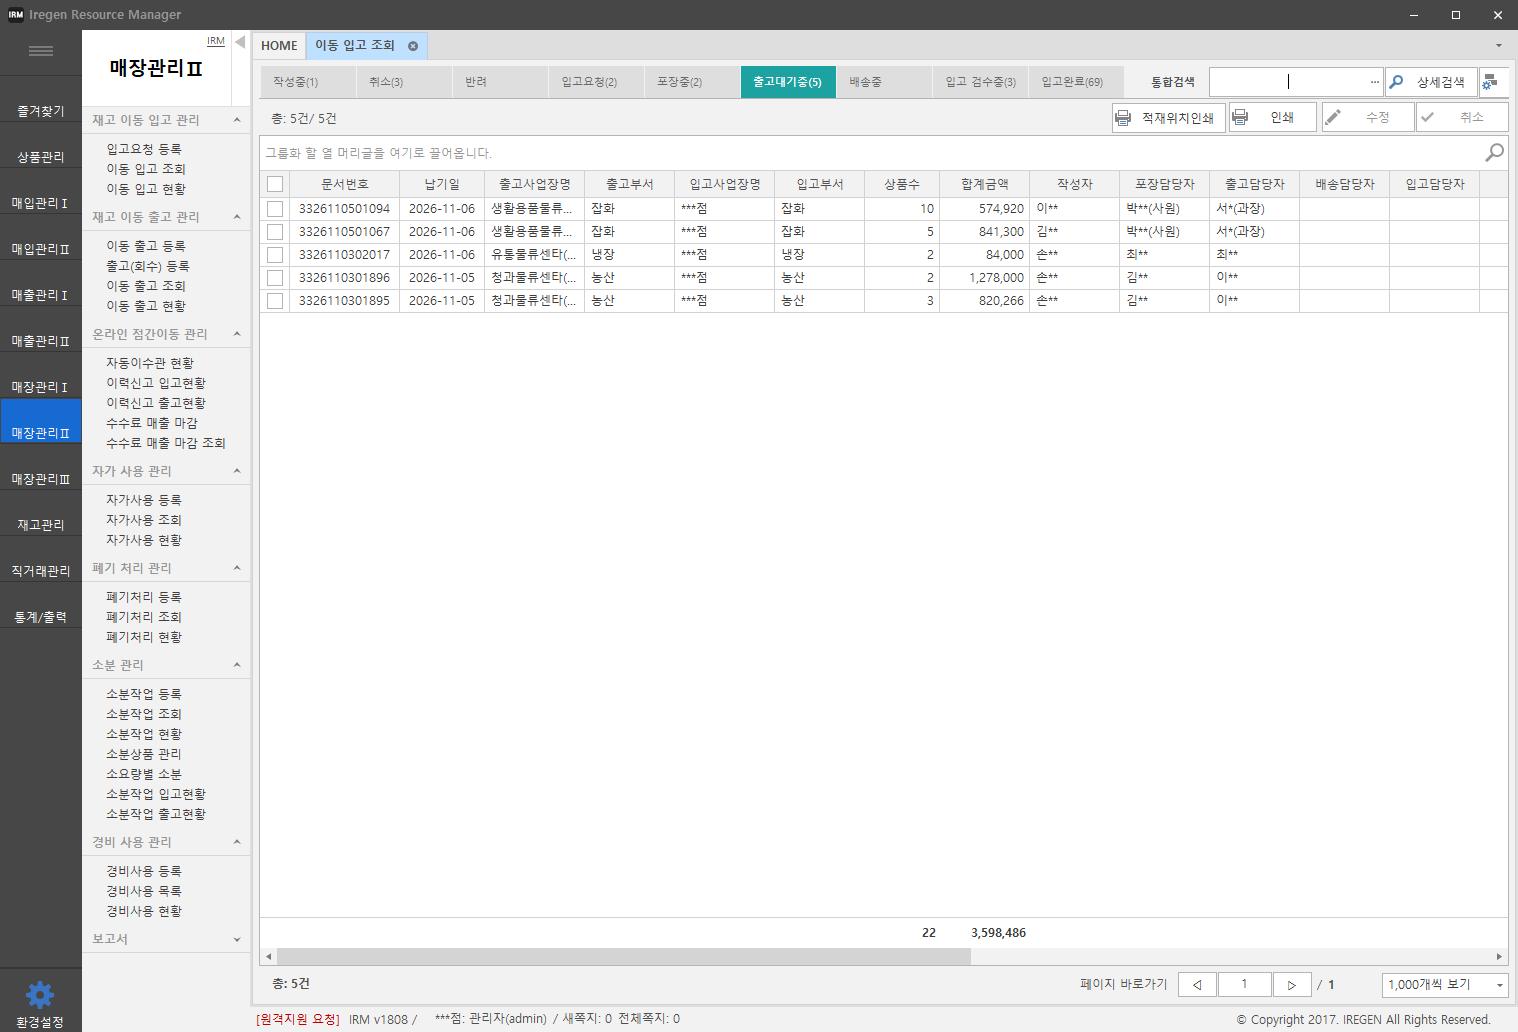 IRM Iregen Resource Manager
IRM
매장관리Ⅱ
즐겨찾기
상품관리
매입관리Ⅰ
매입관리Ⅱ
매출관리Ⅰ
매출관리Ⅱ
매장관리Ⅰ
매장관리Ⅱ
매장관리Ⅲ
재고관리
직거래관리
통계/출력
환경설정
재고 이동 입고 관리
입고요청 등록
이동 입고 조회
이동 입고 현황
재고 이동 출고 관리
이동 출고 등록
출고(회수) 등록
이동 출고 조회
이동 출고 현황
온라인 점간이동 관리
자동이수관 현황
이력신고 입고현황
이력신고 출고현황
수수료 매출 마감
수수료 매출 마감 조회
자가 사용 관리
자가사용 등록
자가사용 조회
자가사용 현황
폐기 처리 관리
폐기처리 등록
폐기처리 조회
폐기처리 현황
소분 관리
소분작업 등록
소분작업 조회
소분작업 현황
소분상품 관리
소요량별 소분
소분작업 입고현황
소분작업 출고현황
경비 사용 관리
경비사용 등록
경비사용 목록
경비사용 현황
보고서
HOME 이동 입고 조회
작성중(1) 취소(3) 반려 입고요청(2) 포장중(2) 출고대기중(5) 배송중 입고 검수중(3) 입고완료(69) 통합검색 ... 상세검색
총: 5건/ 5건 적재위치인쇄 인쇄 수정 취소
그룹화 할 열 머리글을 여기로 끌어옵니다.
문서번호 납기일 출고사업장명 출고부서 입고사업장명 입고부서 상품수 합계금액 작성자 포장담당자 출고담당자 배송담당자 입고담당자
3326110501094 2026-11-06 생활용품물류... 잡화 ***점 잡화 10 574,920 이** 박**(사원) 서*(과장)
3326110501067 2026-11-06 생활용품물류... 잡화 ***점 잡화 5 841,300 김** 박**(사원) 서*(과장)
3326110302017 2026-11-06 유통물류센타(... 냉장 ***점 냉장 2 84,000 손** 최** 최**
3326110301896 2026-11-05 청과물류센타(... 농산 ***점 농산 2 1,278,000 손** 김** 이**
3326110301895 2026-11-05 청과물류센타(... 농산 ***점 농산 3 820,266 손** 김** 이**
22 3,598,486
총: 5건 페이지 바로가기 1 / 1 1,000개씩 보기
[원격지원 요청] IRM v1808 / ***점: 관리자(admin) / 새쪽지: 0 전체쪽지: 0 © Copyright 2017. IREGEN All Rights Reserved.